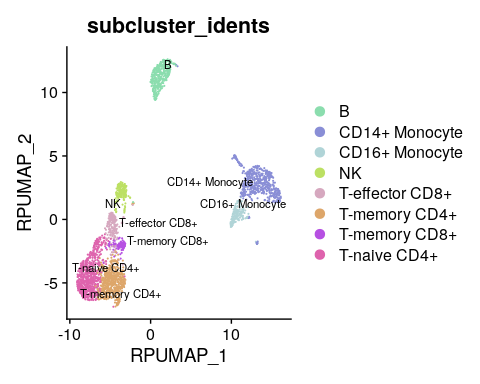 subcluster_idents
RPUMAP_2
10
5
0
-5
-10
0
10
RPUMAP_1
B
CD14+ Monocyte
CD16+ Monocyte
NK
T-effector CD8+
T-memory CD8+
T-naive CD4+
T-memory CD4+
B
CD14+ Monocyte
CD16+ Monocyte
NK
T-effector CD8+
T-memory CD4+
T-memory CD8+
T-naive CD4+